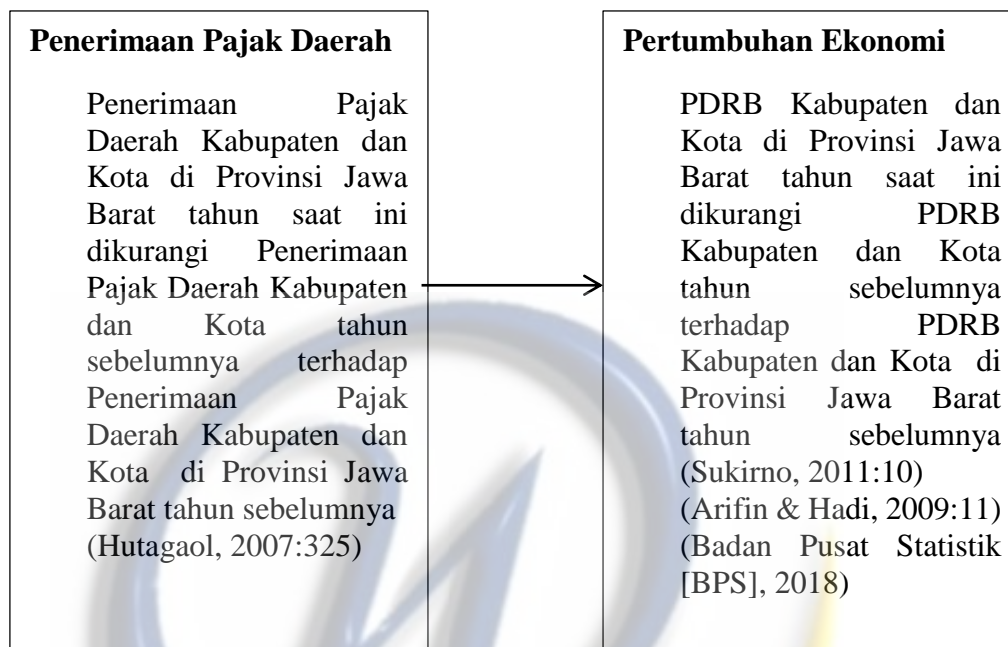 Penerimaan Pajak Daerah
Penerimaan Pajak
Daerah Kabupaten dan
Kota di Provinsi Jawa
Barat tahun saat ini
dikurangi Penerimaan
Pajak Daerah Kabupaten
dan Kota tahun
sebelumnya terhadap
Penerimaan Pajak
Daerah Kabupaten dan
Kota di Provinsi Jawa
Barat tahun sebelumnya
(Hutagaol, 2007:325)
Pertumbuhan Ekonomi
PDRB Kabupaten dan
Kota di Provinsi Jawa
Barat tahun saat ini
dikurangi PDRB
Kabupaten dan Kota
tahun sebelumnya
terhadap PDRB
Kabupaten dan Kota di
Provinsi Jawa Barat
tahun sebelumnya
(Sukirno, 2011:10)
(Arifin & Hadi, 2009:11)
(Badan Pusat Statistik
[BPS], 2018)